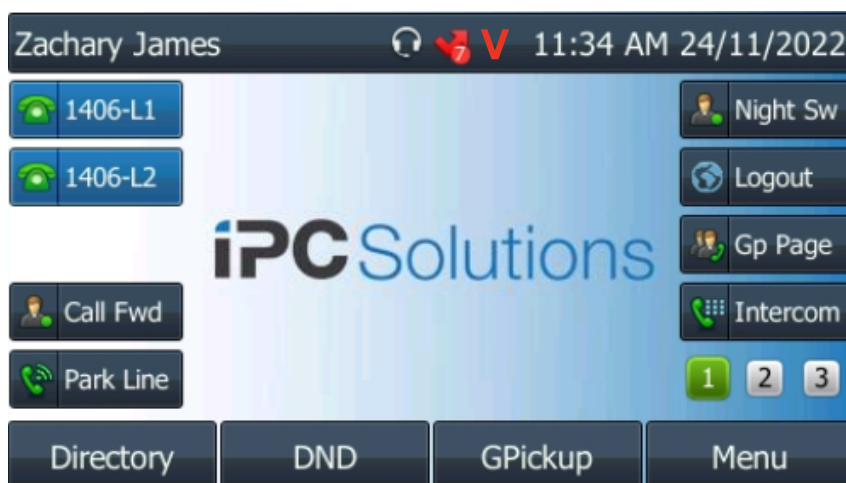 Zachary James 7 V 11:34 AM 24/11/2022
1406-L1 Night Sw
1406-L2 Logout
iPC Solutions
Gp Page
Call Fwd Intercom
Park Line 1 2 3
Directory DND GPickup Menu